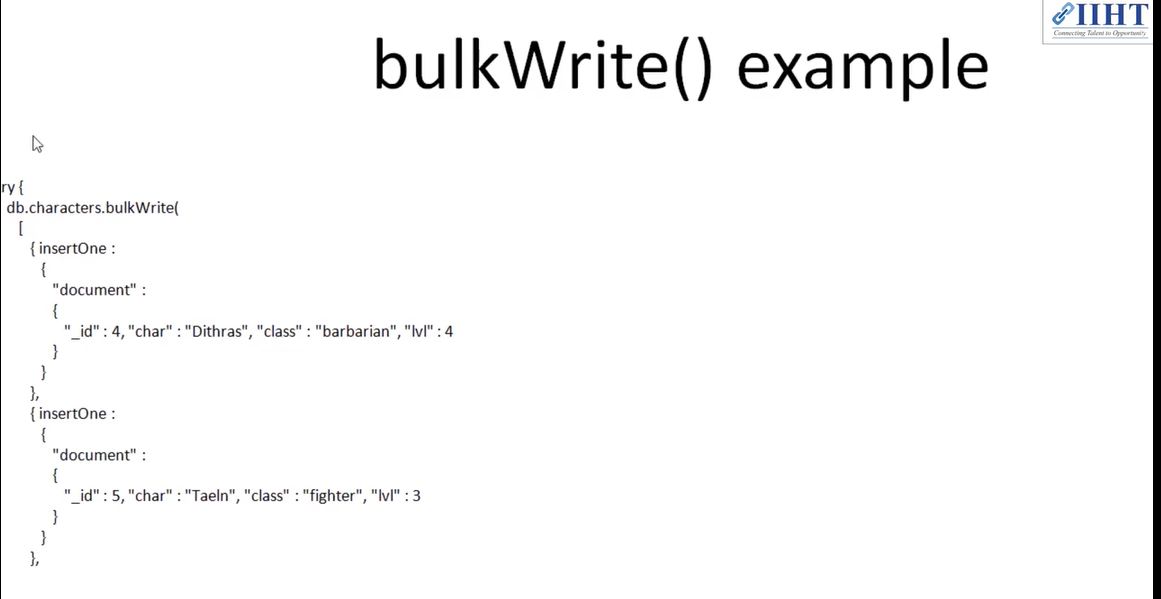 IIHT
Connecting Talent to Opportunity
bulkWrite() example
ry {
db.characters.bulkWrite(
[
{ insertOne :
{
"document" :
{
"_id" : 4, "char" : "Dithras", "class" : "barbarian", "lvl" : 4
}
}
},
{ insertOne :
{
"document" :
{
"_id" : 5, "char" : "Taeln", "class" : "fighter", "lvl" : 3
}
}
},